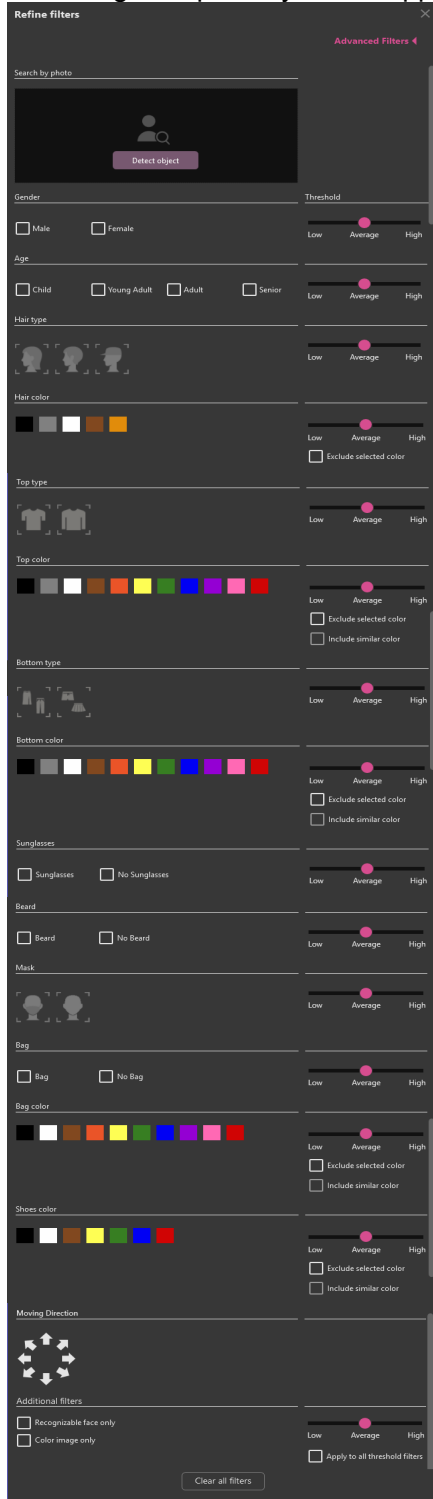 Refine filters
Advanced Filters
Search by photo
Detect object
Gender
Threshold
Male
Female
Low Average High
Age
Child
Young Adult
Adult
Senior
Low Average High
Hair type
Low Average High
Hair color
Low Average High
Exclude selected color
Top type
Low Average High
Top color
Low Average High
Exclude selected color
Include similar color
Bottom type
Low Average High
Bottom color
Low Average High
Exclude selected color
Include similar color
Sunglasses
Sunglasses
No Sunglasses
Low Average High
Beard
Beard
No Beard
Low Average High
Mask
Low Average High
Bag
Bag
No Bag
Low Average High
Bag color
Low Average High
Exclude selected color
Include similar color
Shoes color
Low Average High
Exclude selected color
Include similar color
Moving Direction
Additional filters
Recognizable face only
Color image only
Low Average High
Apply to all threshold filters
Clear all filters